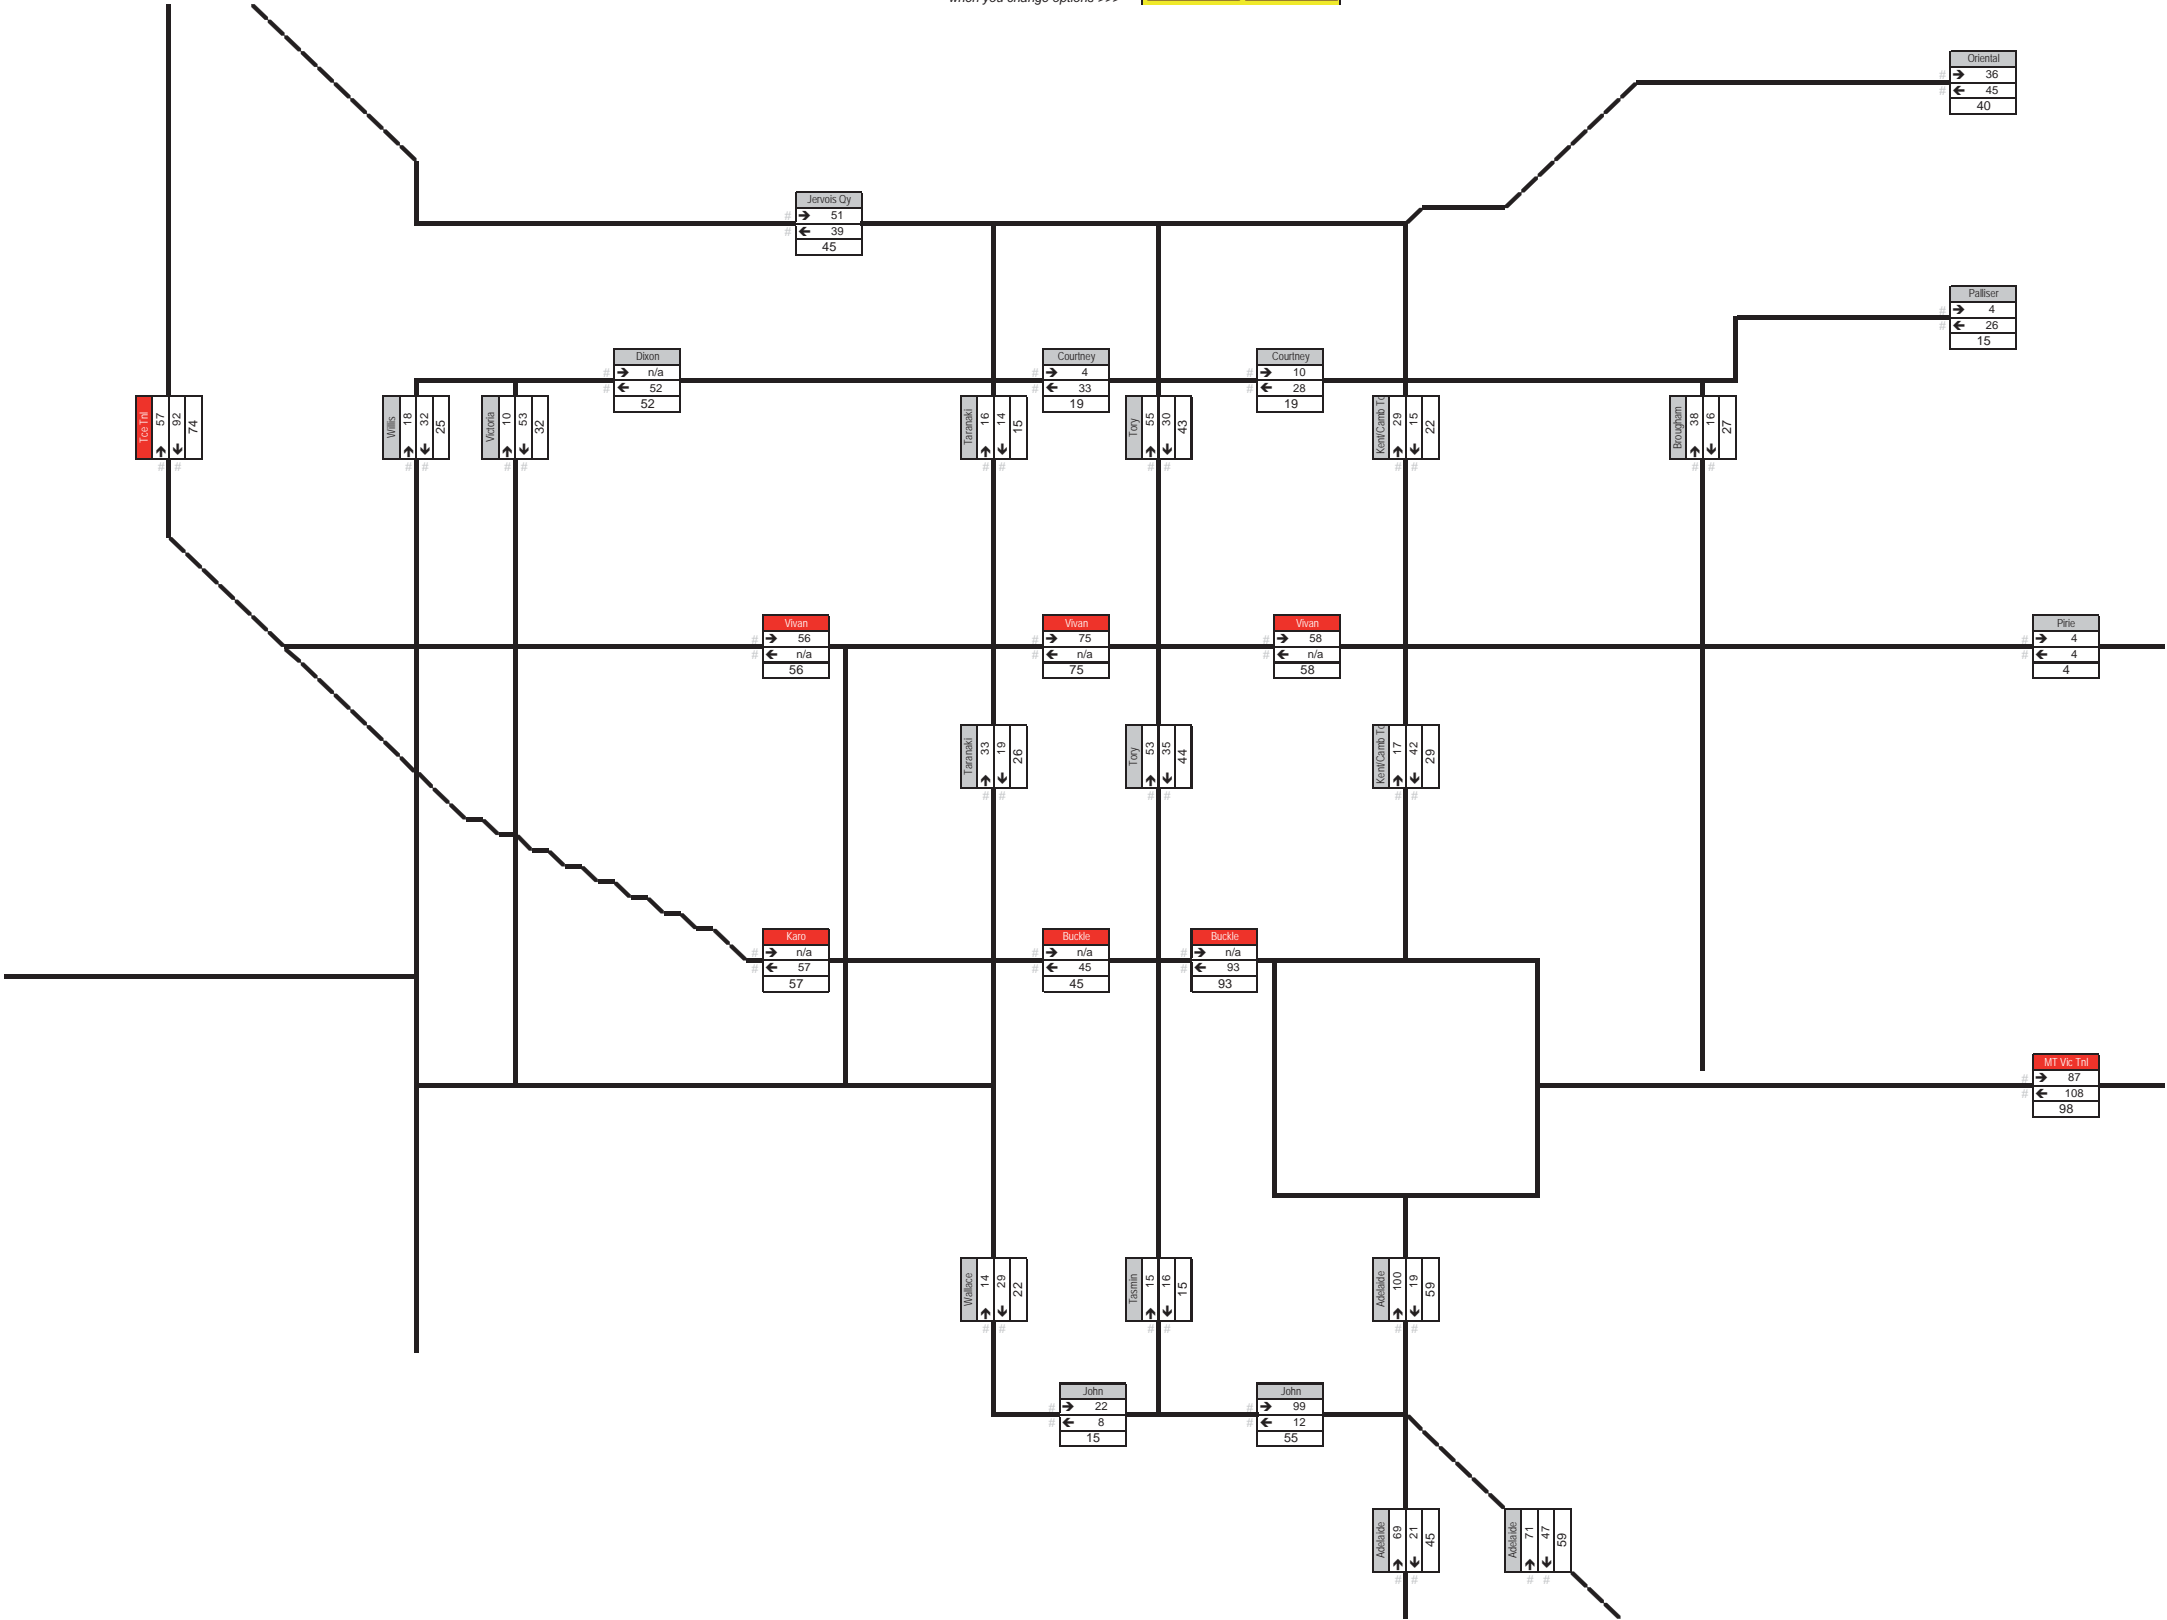 when you change options >>>
Oriental
# → 36
# ← 45
40
Jervois Qy
# → 51
# ← 39
45
Palliser
# → 4
# ← 26
15
Dixon
# → n/a
# ← 52
52
Courtney
# → 4
# ← 33
19
Courtney
# → 10
# ← 28
19
Tce Tnl
# ↑ 57
# ↓ 92
74
Willis
# ↑ 18
# ↓ 32
25
Victoria
# ↑ 10
# ↓ 53
32
Taranaki
# ↑ 16
# ↓ 14
15
Tory
# ↑ 55
# ↓ 30
43
Kent/Camb Tc
# ↑ 29
# ↓ 15
22
Brougham
# ↑ 38
# ↓ 16
27
Vivan
# → 56
# ← n/a
56
Vivan
# → 75
# ← n/a
75
Vivan
# → 58
# ← n/a
58
Pirie
# → 4
# ← 4
4
Taranaki
# ↑ 33
# ↓ 19
26
Tory
# ↑ 53
# ↓ 35
44
Kent/Camb Tc
# ↑ 17
# ↓ 42
29
Karo
# → n/a
# ← 57
57
Buckle
# → n/a
# ← 45
45
Buckle
# → n/a
# ← 93
93
MT Vic Tnl
# → 87
# ← 108
98
Wallace
# ↑ 14
# ↓ 29
22
Tasmin
# ↑ 15
# ↓ 16
15
Adelaide
# ↑ 100
# ↓ 19
59
John
# → 22
# ← 8
15
John
# → 99
# ← 12
55
Adelaide
# ↑ 69
# ↓ 21
45
Adelaide
# ↑ 71
# ↓ 47
59